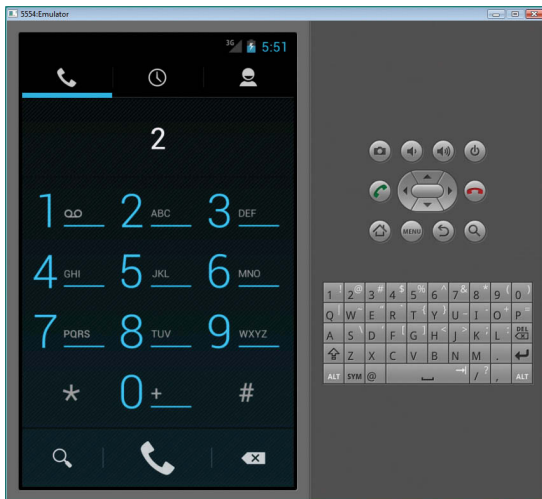 5554:Emulator
3G 5:51
2
1 2 ABC 3 DEF
4 GHI 5 JKL 6 MNO
7 PQRS 8 TUV 9 WXYZ
* 0 + #
MENU
1 ! 2 @ 3 # 4 $ 5 % 6 ^ 7 & 8 * 9 ( 0 )
Q | W ~ E " R ` T { Y } U _ I - O + P =
A S \ D ' F [ G ] H < J > K ; L : DEL
Z X C V B N M .
ALT SYM @ / ? , ALT